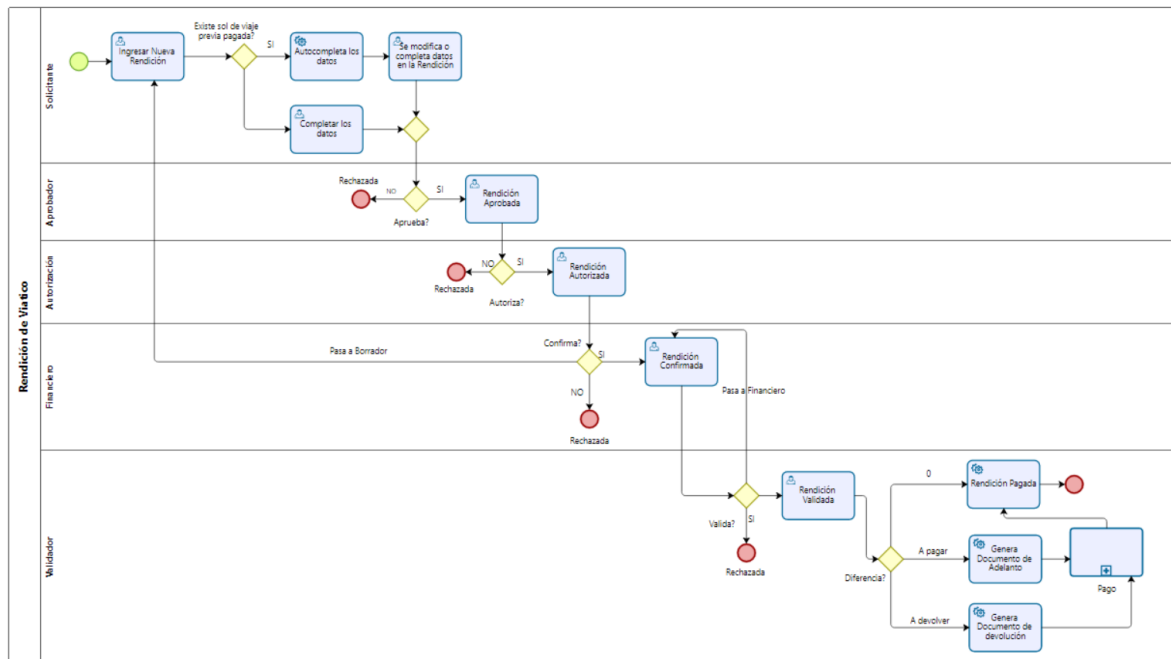 Rendición de Viatico
Solicitante
Existe sol de viaje
previa pagada?
Ingresar Nueva
Rendición
SI
Autocompleta los
datos
Se modifica o
completa datos
en la Rendición
Completar los
datos
Aprobador
Rechazada
NO
SI
Aprueba?
Rendición
Aprobada
Autorización
NO
SI
Rechazada
Autoriza?
Rendición
Autorizada
Financiero
Pasa a Borrador
Confirma?
SI
NO
Rechazada
Rendición
Confirmada
Pasa a Financiero
Validador
Valida?
SI
Rechazada
Rendición
Validada
Diferencia?
0
Rendición Pagada
A pagar
Genera
Documento de
Adelanto
Pago
A devolver
Genera
Documento de
devolución